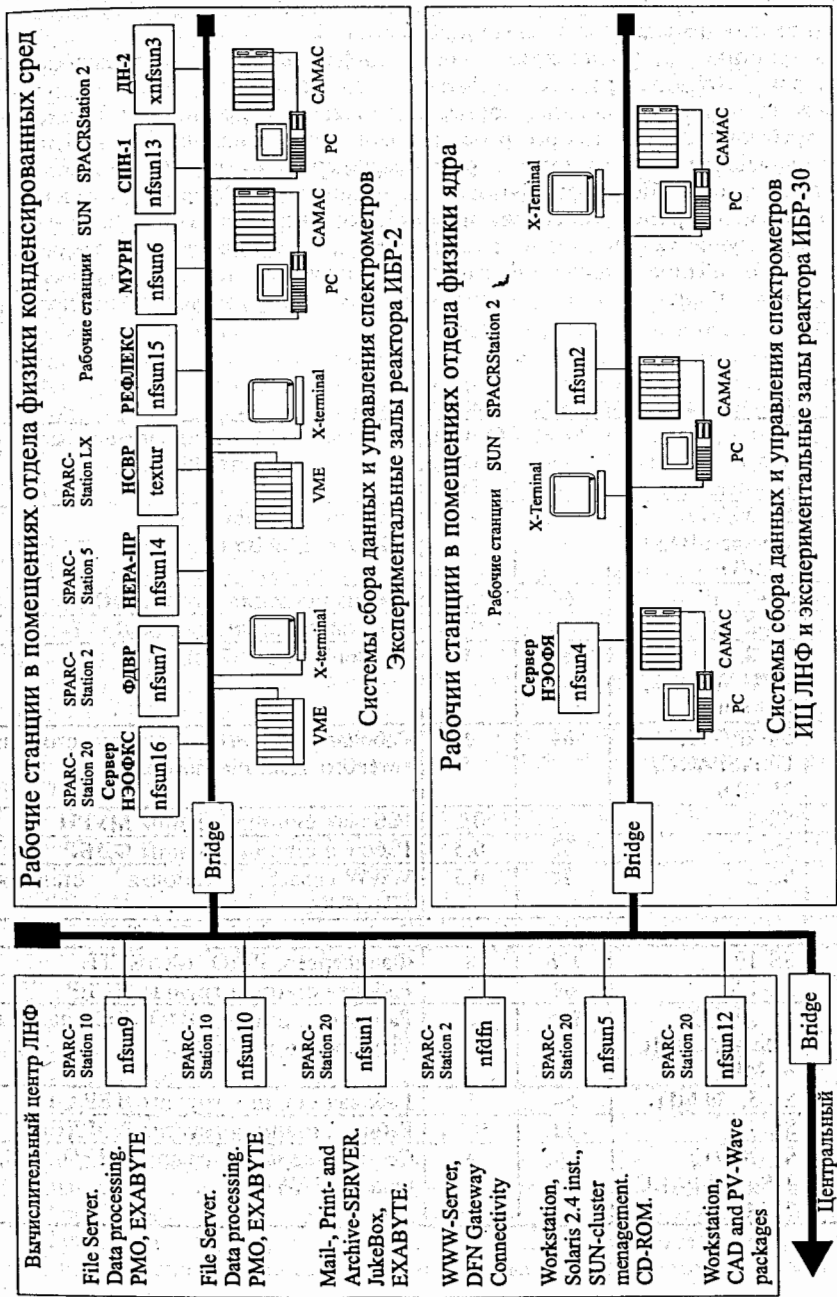 Вычислительный центр ЛНФ
File Server.
Data processing.
PMO, EXABYTE
SPARC-
Station 10
nfsun9
File Server.
Data processing.
PMO, EXABYTE
SPARC-
Station 10
nfsun10
Mail-, Print- and
Archive-SERVER.
JukeBox,
EXABYTE.
SPARC-
Station 20
nfsun1
WWW-Server,
DFN Gateway
Connectivity
SPARC-
Station 2
nfdfn
Workstation,
Solaris 2.4 inst.,
SUN-cluster
menagement.
CD-ROM.
SPARC-
Station 20
nfsun5
Workstation,
CAD and PV-Wave
packages
SPARC-
Station 20
nfsun12
Bridge
Центральный
Рабочие станции в помещениях отдела физики конденсированных сред
SPARC-
Station 20
Сервер
НЭОФКС
nfsun16
SPARC-
Station 2
ФДВР
nfsun7
SPARC-
Station 5
НЕРА-ПР
nfsun14
SPARC-
Station LX
НСВР
textur
Рабочие станции SUN SPACRStation 2
РЕФЛЕКС
nfsun15
МУРН
nfsun6
СПН-1
nfsun13
ДН-2
xnfsun3
Bridge
VME
X-terminal
VME
X-terminal
PC
CAMAC
PC
CAMAC
Системы сбора данных и управления спектрометров
Экспериментальные залы реактора ИБР-2
Рабочии станции в помещениях отдела физики ядра
Рабочие станции SUN SPACRStation 2
Сервер
НЭОФЯ
nfsun4
X-Terninal
nfsun2
X-Terninal
Bridge
PC
CAMAC
PC
CAMAC
PC
CAMAC
Системы сбора данных и управления спектрометров
ИЦ ЛНФ и экспериментальные залы реактора ИБР-30